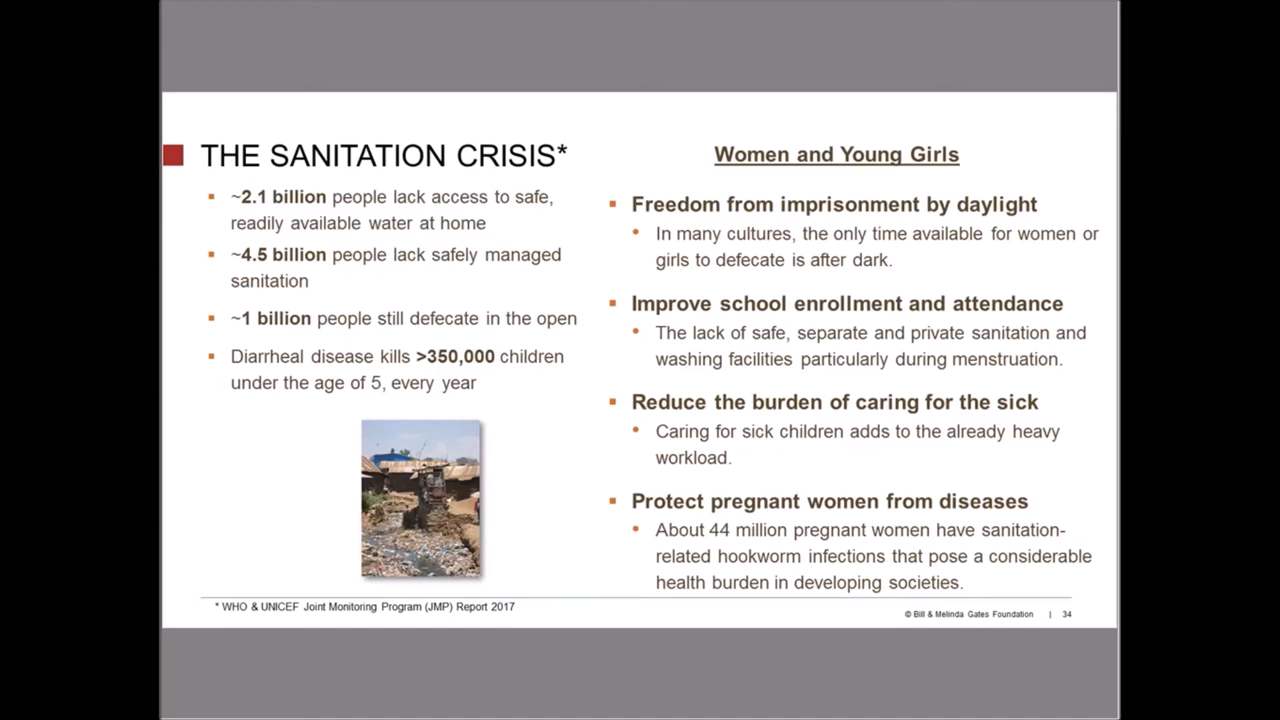 THE SANITATION CRISIS*
~2.1 billion people lack access to safe,
readily available water at home
~4.5 billion people lack safely managed
sanitation
~1 billion people still defecate in the open
Diarrheal disease kills >350,000 children
under the age of 5, every year
Women and Young Girls
Freedom from imprisonment by daylight
In many cultures, the only time available for women or
girls to defecate is after dark.
Improve school enrollment and attendance
The lack of safe, separate and private sanitation and
washing facilities particularly during menstruation.
Reduce the burden of caring for the sick
Caring for sick children adds to the already heavy
workload.
Protect pregnant women from diseases
About 44 million pregnant women have sanitation-
related hookworm infections that pose a considerable
health burden in developing societies.
* WHO & UNICEF Joint Monitoring Program (JMP) Report 2017
© Bill & Melinda Gates Foundation | 34